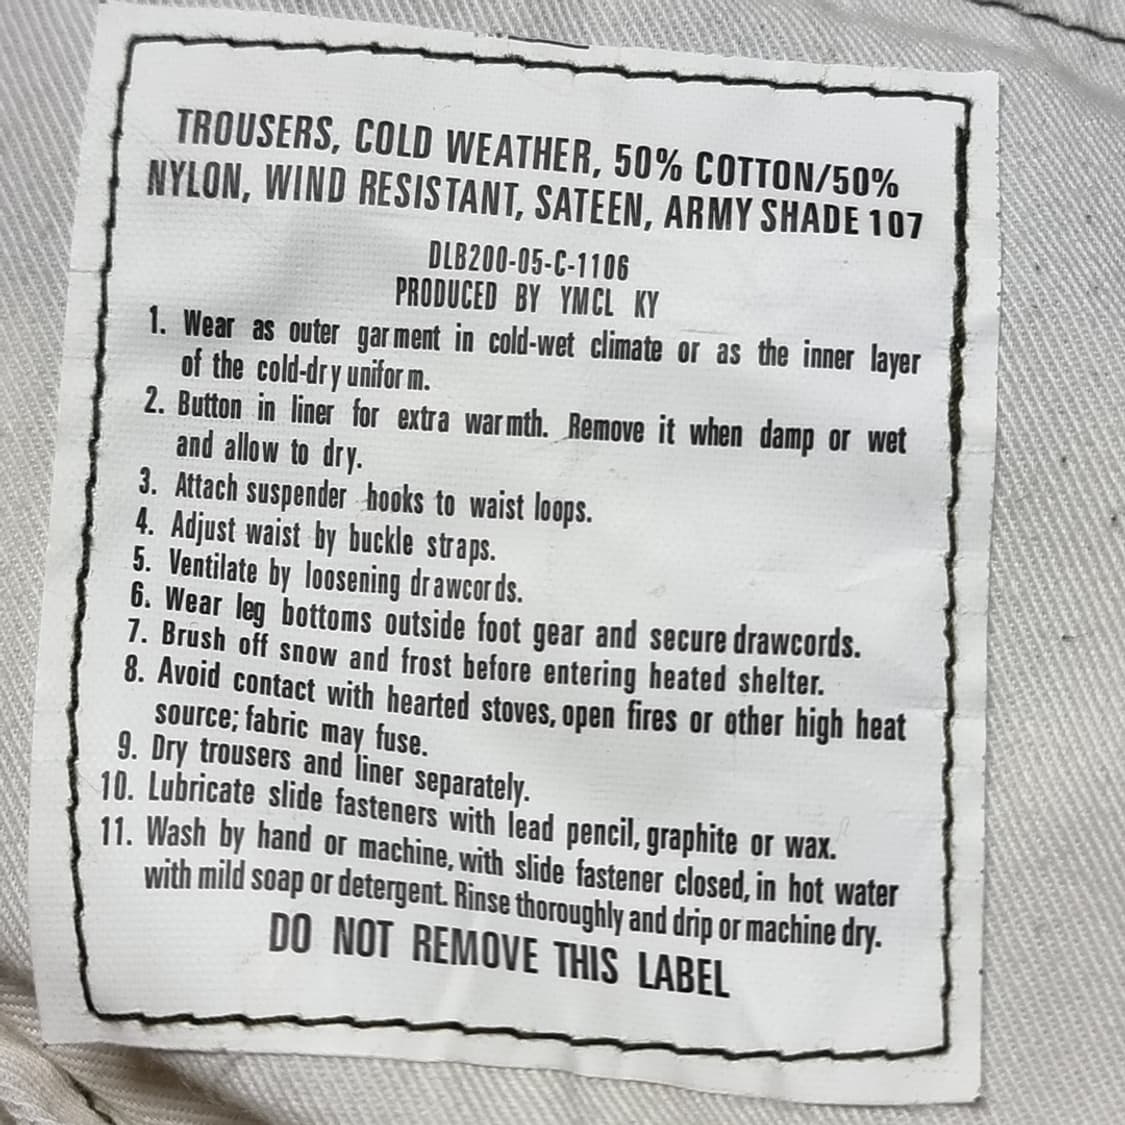 TROUSERS, COLD WEATHER, 50% COTTON/50%
NYLON, WIND RESISTANT, SATEEN, ARMY SHADE 107
DLB200-05-C-1106
PRODUCED BY YMCL KY
1. Wear as outer garment in cold-wet climate or as the inner layer
of the cold-dry uniform.
2. Button in liner for extra warmth. Remove it when damp or wet
and allow to dry.
3. Attach suspender hooks to waist loops.
4. Adjust waist by buckle straps.
5. Ventilate by loosening drawcords.
6. Wear leg bottoms outside foot gear and secure drawcords.
7. Brush off snow and frost before entering heated shelter.
8. Avoid contact with hearted stoves, open fires or other high heat
source; fabric may fuse.
9. Dry trousers and liner separately.
10. Lubricate slide fasteners with lead pencil, graphite or wax.
11. Wash by hand or machine, with slide fastener closed, in hot water
with mild soap or detergent. Rinse thoroughly and drip or machine dry.
DO NOT REMOVE THIS LABEL